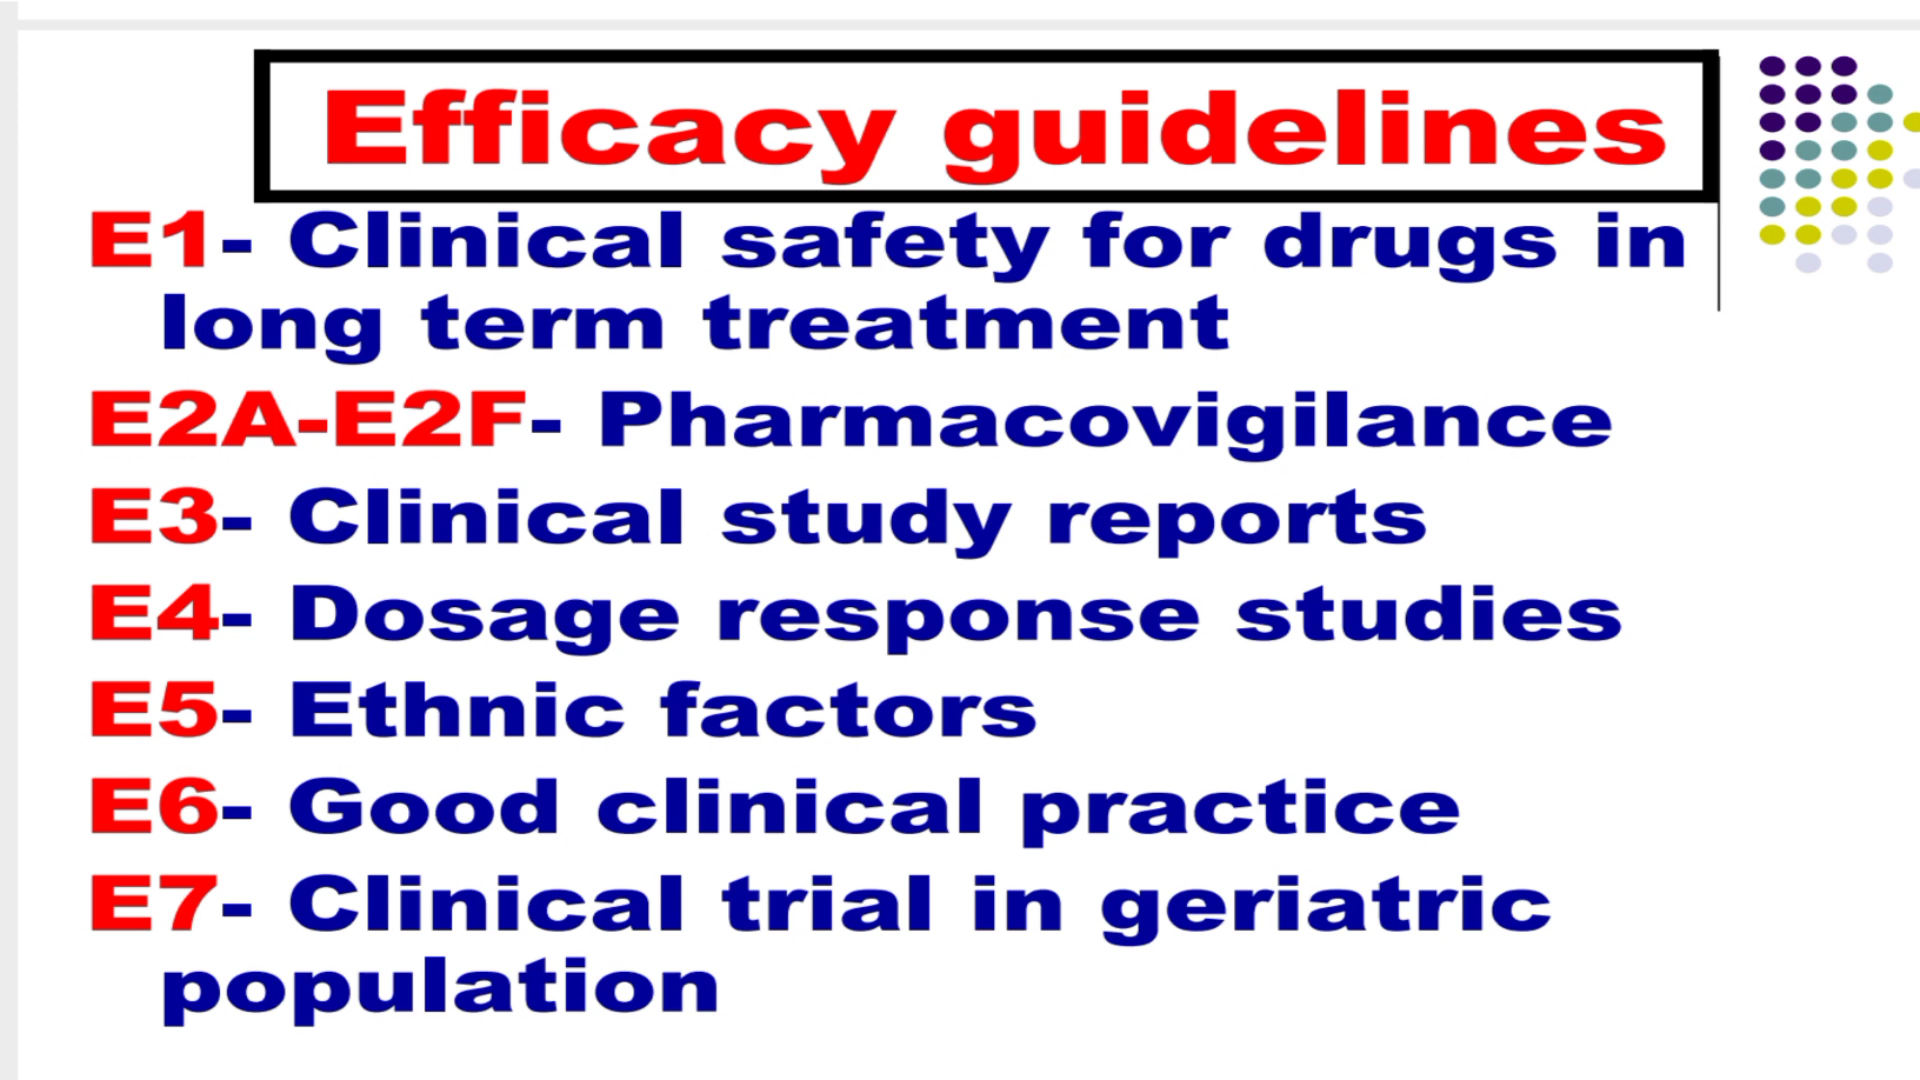 Efficacy guidelines
E1- Clinical safety for drugs in
long term treatment
E2A-E2F- Pharmacovigilance
E3- Clinical study reports
E4- Dosage response studies
E5- Ethnic factors
E6- Good clinical practice
E7- Clinical trial in geriatric
population